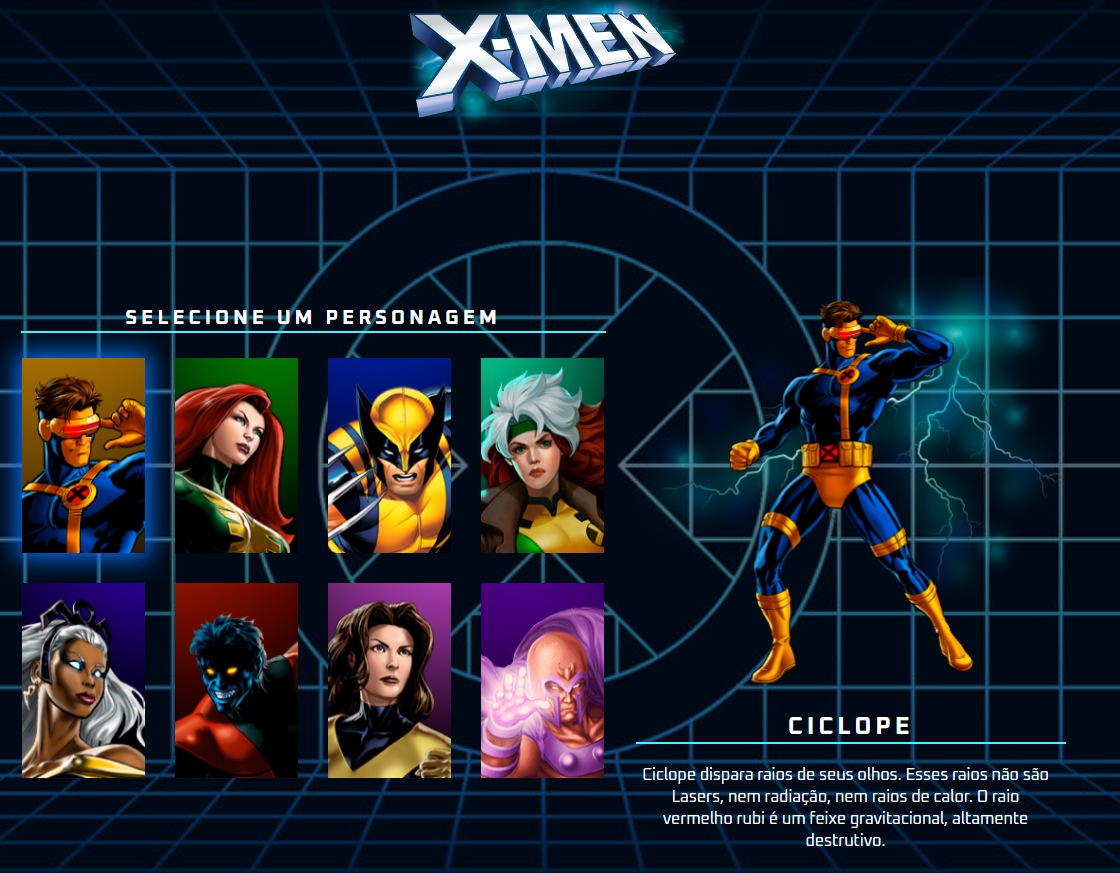 X-MEN
SELECIONE UM PERSONAGEM
CICLOPE
Ciclope dispara raios de seus olhos. Esses raios não são
Lasers, nem radiação, nem raios de calor. O raio
vermelho rubi é um feixe gravitacional, altamente
destrutivo.